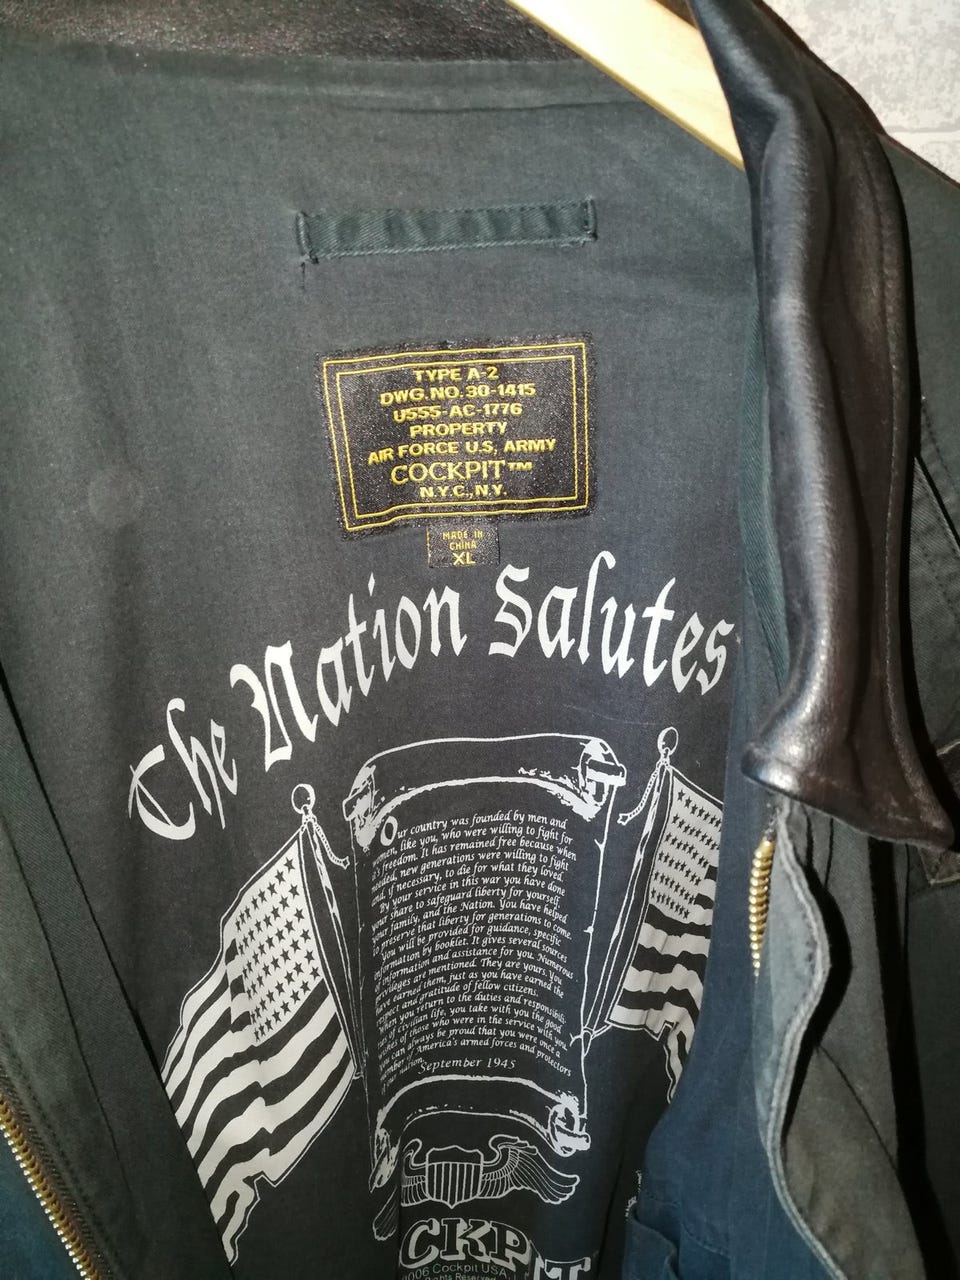 TYPE A-2
DWG. NO. 30-1415
U555-AC-1776
PROPERTY
AIR FORCE U.S. ARMY
COCKPIT™
N.Y.C., N.Y.
MADE IN
CHINA
XL
The Nation Salutes
Our country was founded by men and
women, like you, who were willing to fight for
it's freedom. It has remained free because when
needed, new generations were willing to fight
and, if necessary, to die for what they loved.
By your service in this war you have done
your share to safeguard liberty for yourself,
your family, and the Nation. You have helped
to preserve that liberty for generations to come.
You will be provided for guidance, specific
information by booklet. It gives several sources
of information and assistance for you. Numerous
privileges are mentioned. They are yours. You
have earned them, just as you have earned the
respect and gratitude of fellow citizens.
When you return to the duties and responsibili-
ties of civilian life, you take with you the good
wishes of those who were in the service with you.
You can always be proud that you were once a
member of America's armed forces and protectors
of our nation.
September 1945
CKPIT
2006 Cockpit USA,
Rights Reserved